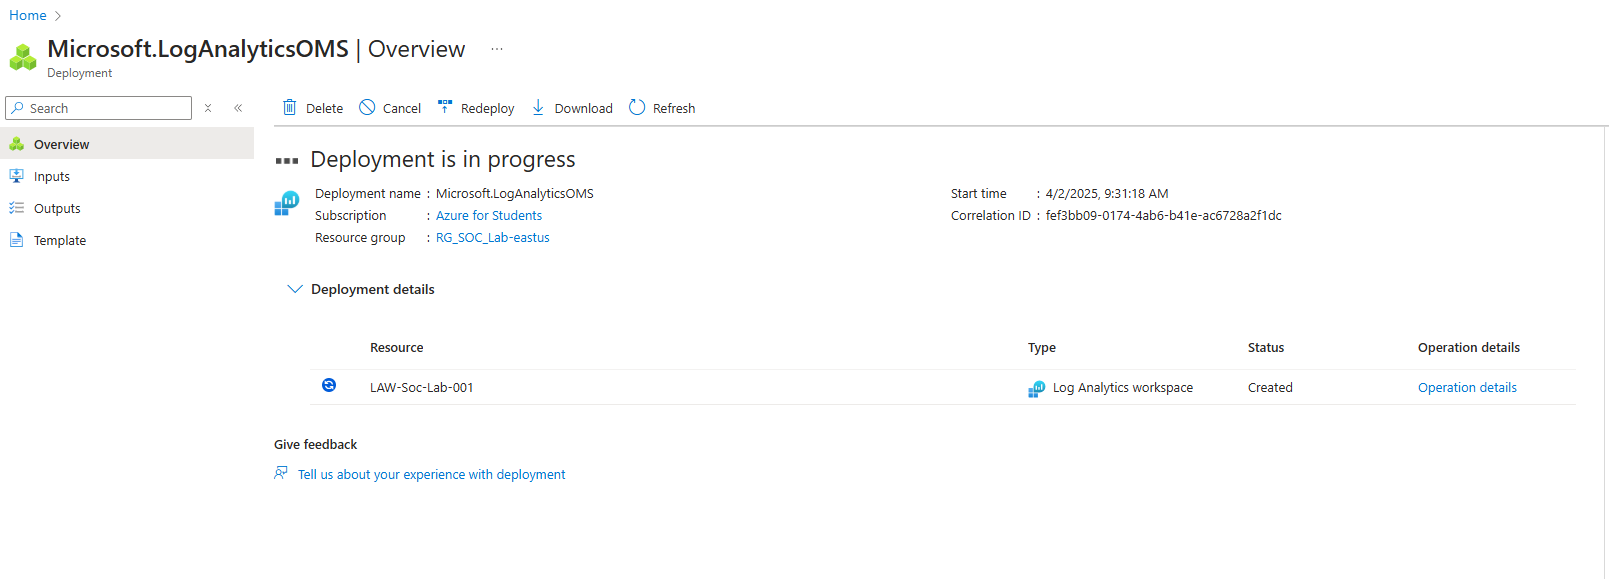 Home
Microsoft.LogAnalyticsOMS | Overview ...
Deployment
Search
Delete Cancel Redeploy Download Refresh
Overview
Inputs
Outputs
Template
Deployment is in progress
Deployment name : Microsoft.LogAnalyticsOMS
Subscription : Azure for Students
Resource group : RG_SOC_Lab-eastus
Start time : 4/2/2025, 9:31:18 AM
Correlation ID : fef3bb09-0174-4ab6-b41e-ac6728a2f1dc
Deployment details
Resource Type Status Operation details
LAW-Soc-Lab-001 Log Analytics workspace Created Operation details
Give feedback
Tell us about your experience with deployment